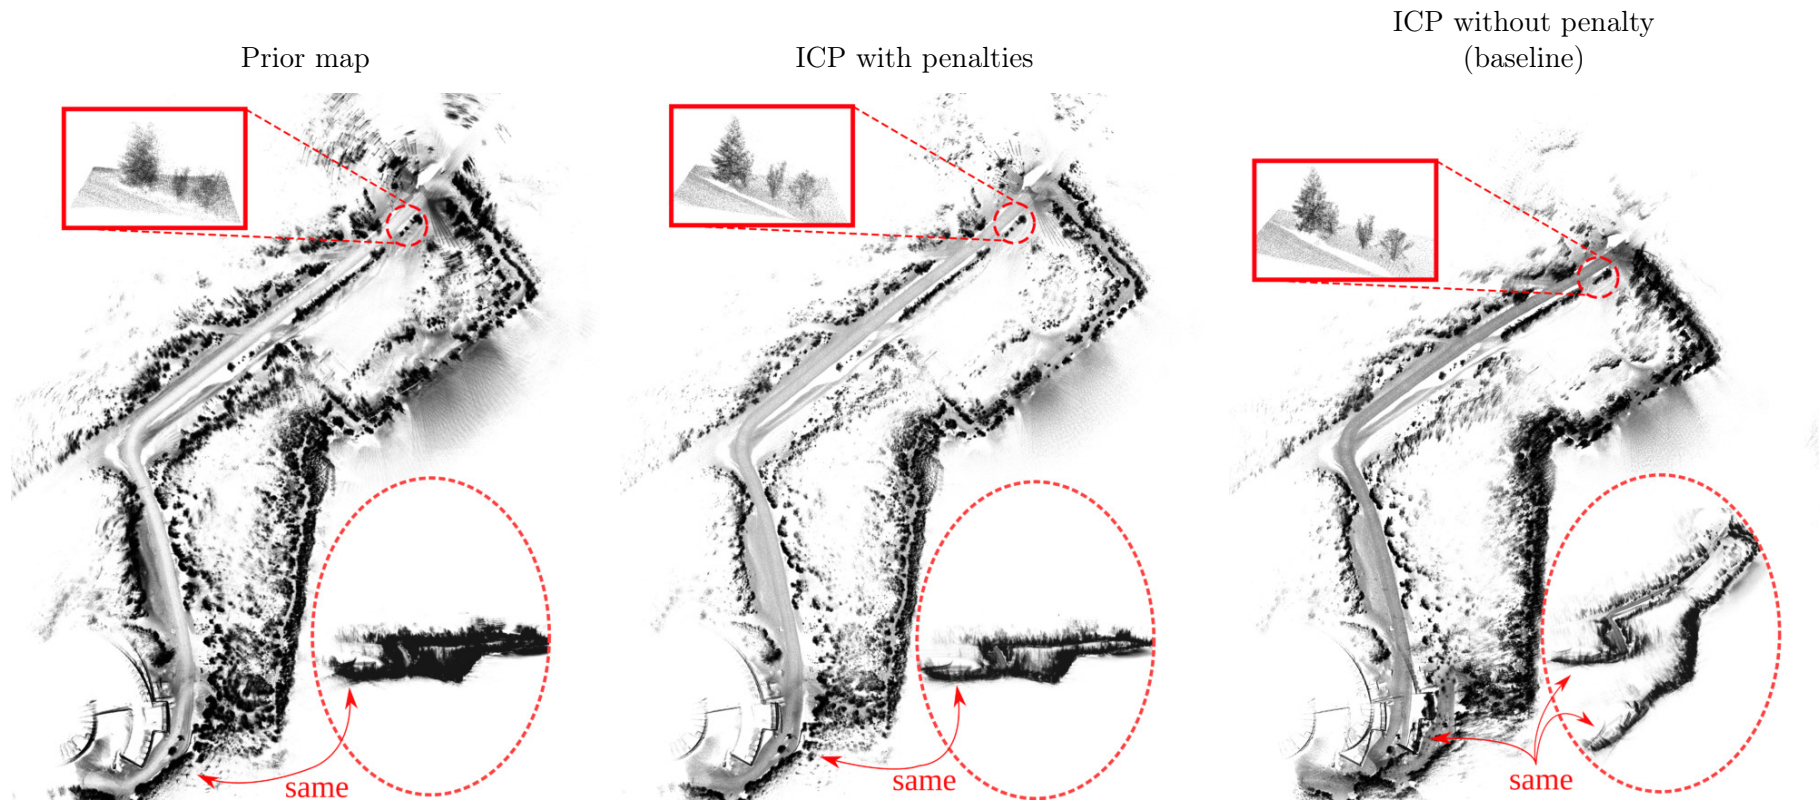 Prior map
ICP with penalties
ICP without penalty
(baseline)
same
same
same